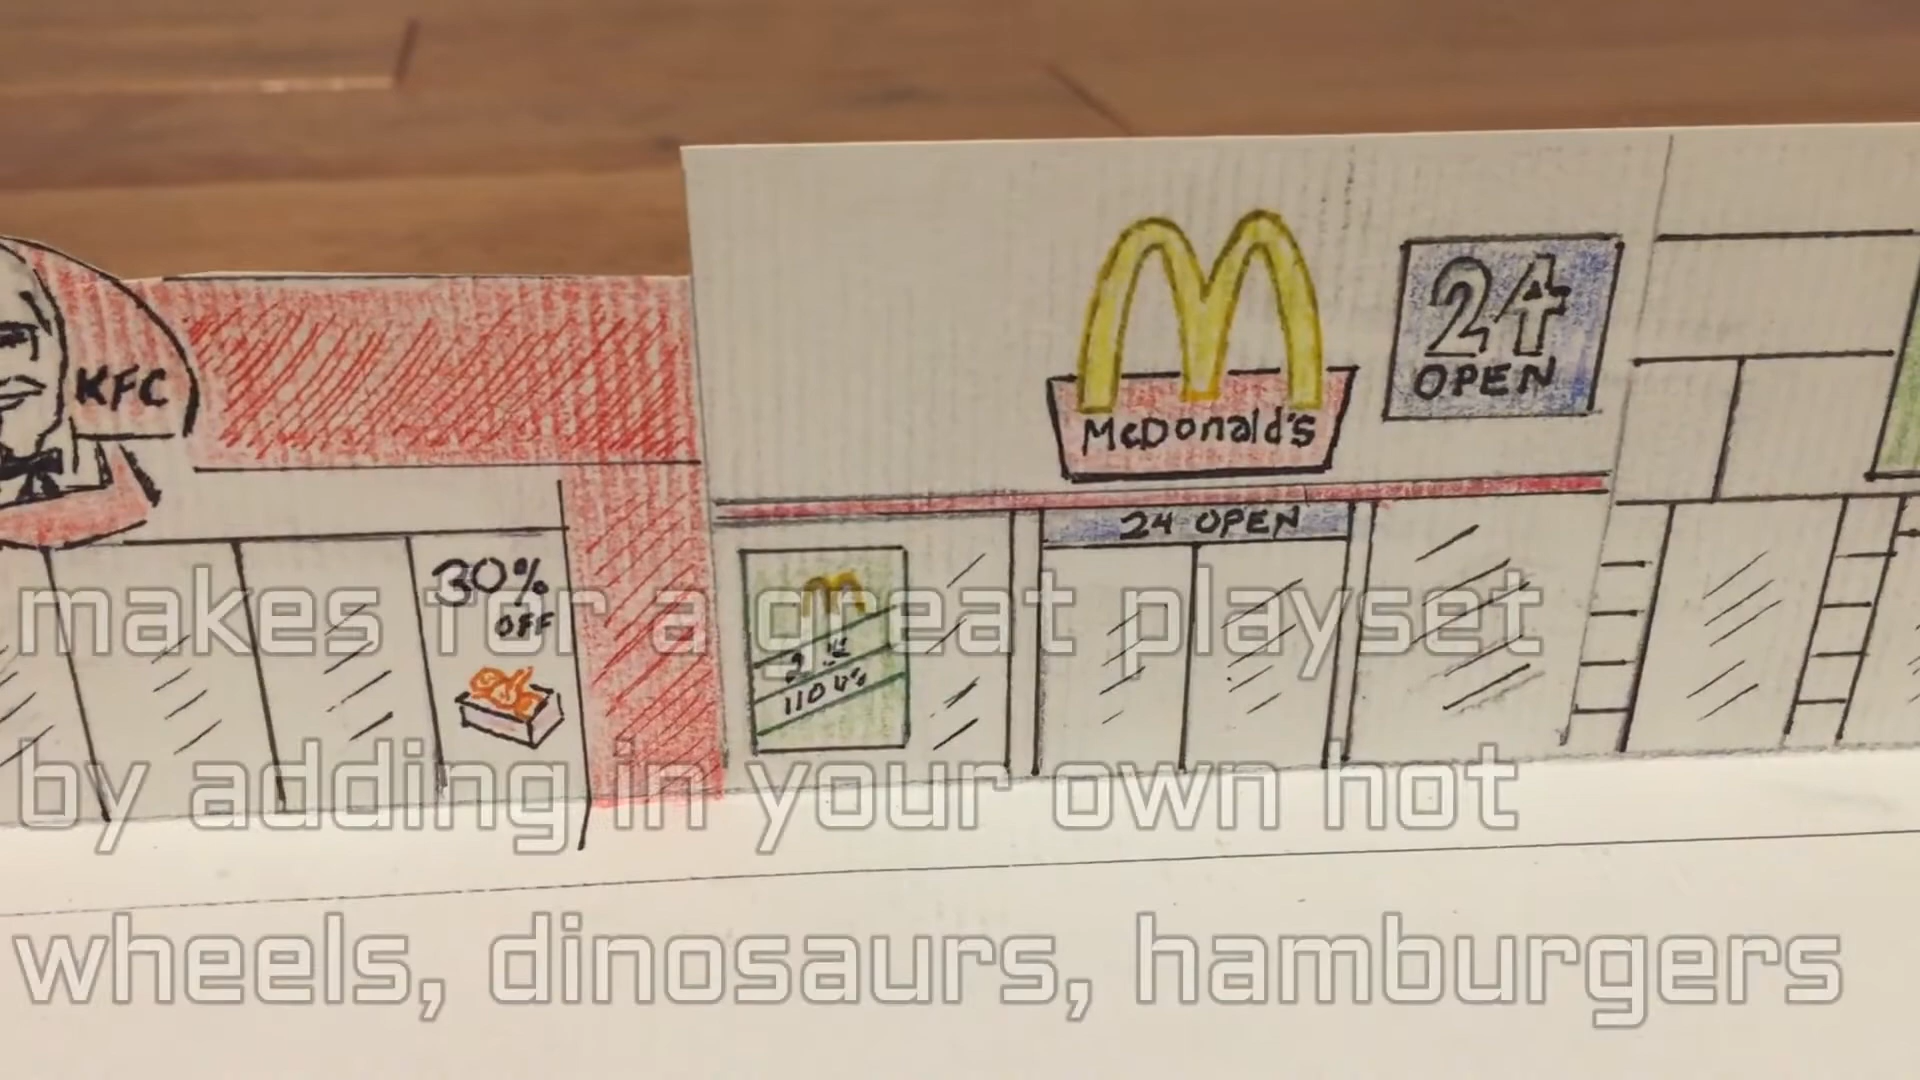 KFC
30%
OFF
McDonald's
24
OPEN
24 OPEN
makes for a great playset
by adding in your own hot
wheels, dinosaurs, hamburgers